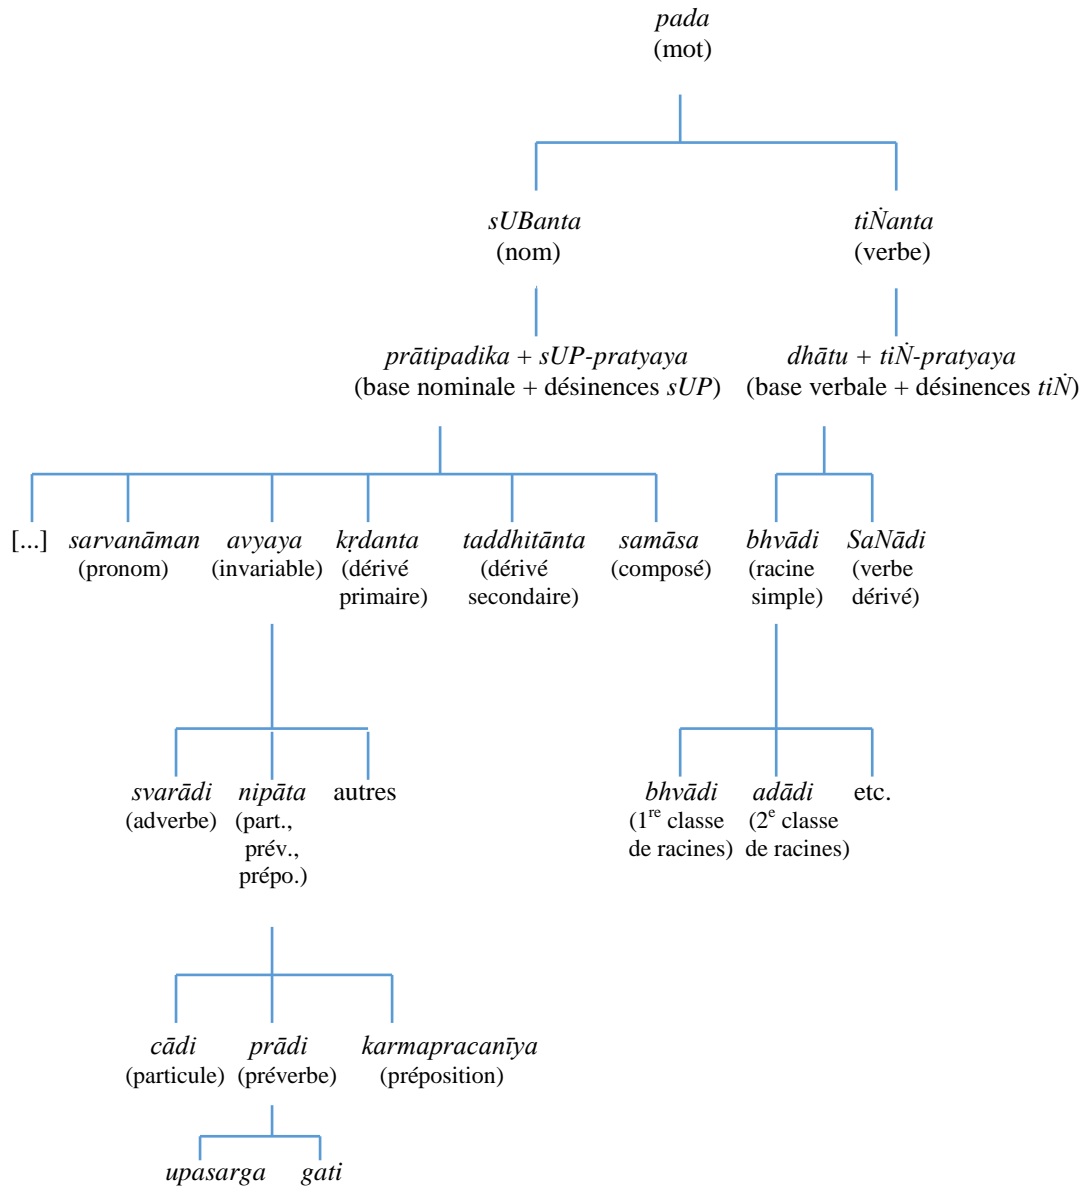 pada
(mot)
sUBanta
(nom)
tiṄanta
(verbe)
prātipadika + sUP-pratyaya
(base nominale + désinences sUP)
dhātu + tiṄ-pratyaya
(base verbale + désinences tiṄ)
[...]
sarvanāman
(pronom)
avyaya
(invariable)
kṛdanta
(dérivé
primaire)
taddhitānta
(dérivé
secondaire)
samāsa
(composé)
bhvādi
(racine
simple)
SaNādi
(verbe
dérivé)
svarādi
(adverbe)
nipāta
(part.,
prév.,
prépo.)
autres
bhvādi
(1re classe
de racines)
adādi
(2e classe
de racines)
etc.
cādi
(particule)
prādi
(préverbe)
karmapracanīya
(préposition)
upasarga
gati